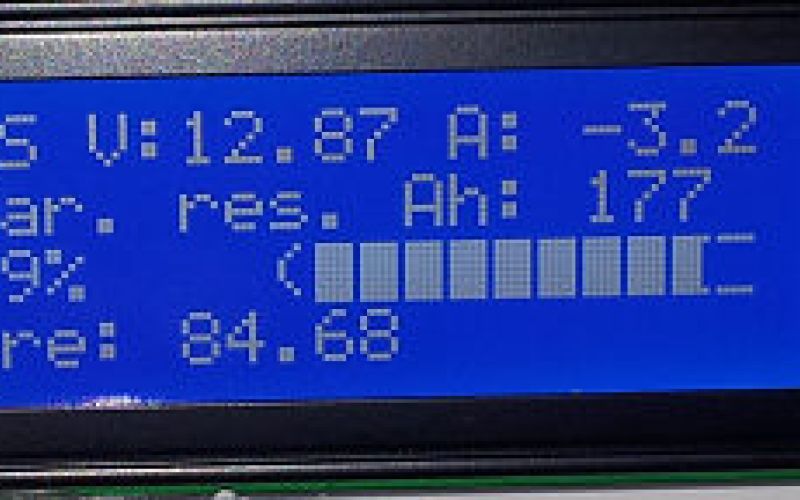 S V:12.87 A: -3.2
ar. res. Ah: 177
9%
re: 84.68